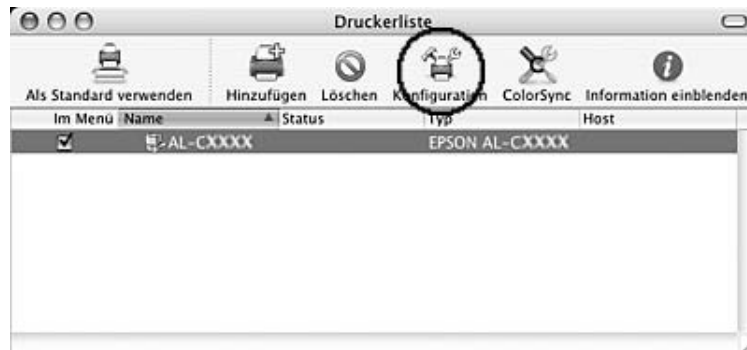 Druckerliste
Als Standard verwenden Hinzufügen Löschen Konfiguration ColorSync Information einblenden
Im Menü Name Status Typ Host
AL-CXXXX EPSON AL-CXXXX